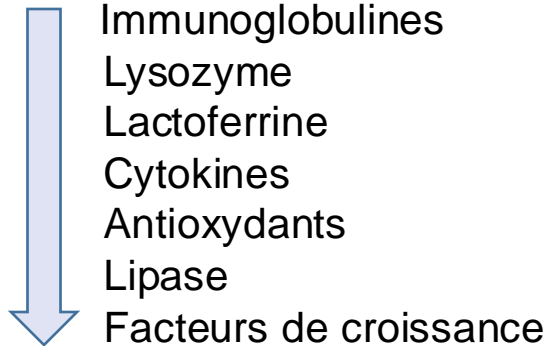 Immunoglobulines
Lysozyme
Lactoferrine
Cytokines
Antioxydants
Lipase
Facteurs de croissance